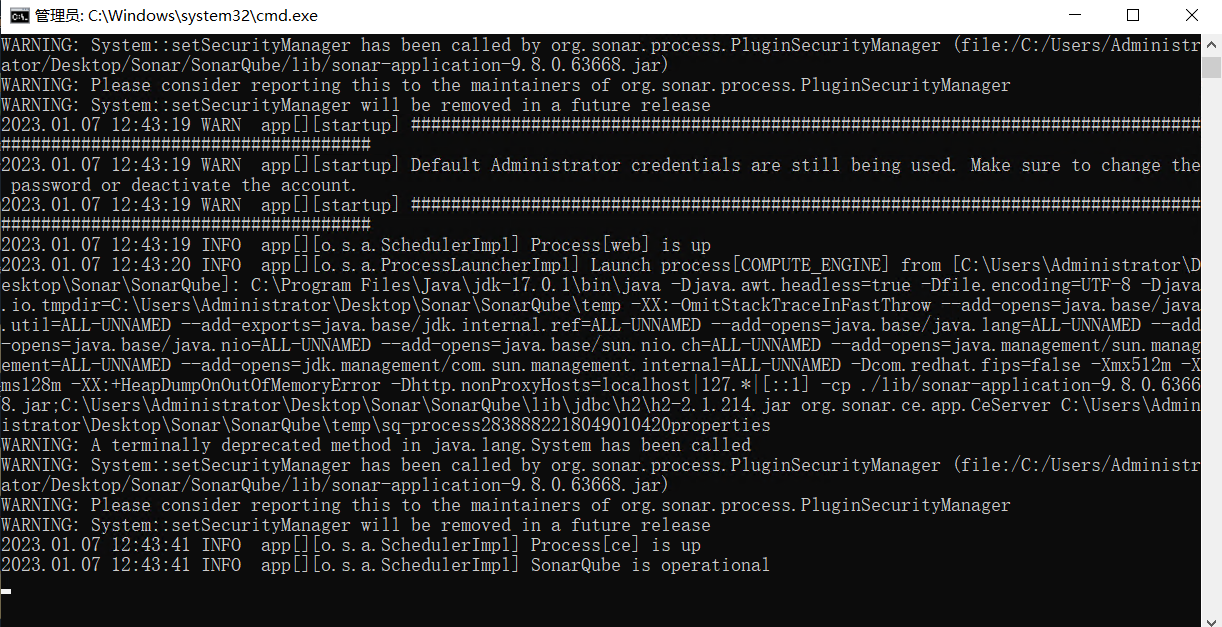 管理员: C:\Windows\system32\cmd.exe
WARNING: System::setSecurityManager has been called by org.sonar.process.PluginSecurityManager (file:/C:/Users/Administr
ator/Desktop/Sonar/SonarQube/lib/sonar-application-9.8.0.63668.jar)
WARNING: Please consider reporting this to the maintainers of org.sonar.process.PluginSecurityManager
WARNING: System::setSecurityManager will be removed in a future release
2023.01.07 12:43:19 WARN  app[][startup] ###############################################################################
#####################################
2023.01.07 12:43:19 WARN  app[][startup] Default Administrator credentials are still being used. Make sure to change the
 password or deactivate the account.
2023.01.07 12:43:19 WARN  app[][startup] ###############################################################################
#####################################
2023.01.07 12:43:19 INFO  app[][o.s.a.SchedulerImpl] Process[web] is up
2023.01.07 12:43:20 INFO  app[][o.s.a.ProcessLauncherImpl] Launch process[COMPUTE_ENGINE] from [C:\Users\Administrator\D
esktop\Sonar\SonarQube]: C:\Program Files\Java\jdk-17.0.1\bin\java -Djava.awt.headless=true -Dfile.encoding=UTF-8 -Djava
.io.tmpdir=C:\Users\Administrator\Desktop\Sonar\SonarQube\temp -XX:-OmitStackTraceInFastThrow --add-opens=java.base/java
.util=ALL-UNNAMED --add-exports=java.base/jdk.internal.ref=ALL-UNNAMED --add-opens=java.base/java.lang=ALL-UNNAMED --add
-opens=java.base/java.nio=ALL-UNNAMED --add-opens=java.base/sun.nio.ch=ALL-UNNAMED --add-opens=java.management/sun.manag
ement=ALL-UNNAMED --add-opens=jdk.management/com.sun.management.internal=ALL-UNNAMED -Dcom.redhat.fips=false -Xmx512m -X
ms128m -XX:+HeapDumpOnOutOfMemoryError -Dhttp.nonProxyHosts=localhost|127.*|[::1] -cp ./lib/sonar-application-9.8.0.6366
8.jar;C:\Users\Administrator\Desktop\Sonar\SonarQube\lib\jdbc\h2\h2-2.1.214.jar org.sonar.ce.app.CeServer C:\Users\Admin
istrator\Desktop\Sonar\SonarQube\temp\sq-process2838882218049010420properties
WARNING: A terminally deprecated method in java.lang.System has been called
WARNING: System::setSecurityManager has been called by org.sonar.process.PluginSecurityManager (file:/C:/Users/Administr
ator/Desktop/Sonar/SonarQube/lib/sonar-application-9.8.0.63668.jar)
WARNING: Please consider reporting this to the maintainers of org.sonar.process.PluginSecurityManager
WARNING: System::setSecurityManager will be removed in a future release
2023.01.07 12:43:41 INFO  app[][o.s.a.SchedulerImpl] Process[ce] is up
2023.01.07 12:43:41 INFO  app[][o.s.a.SchedulerImpl] SonarQube is operational